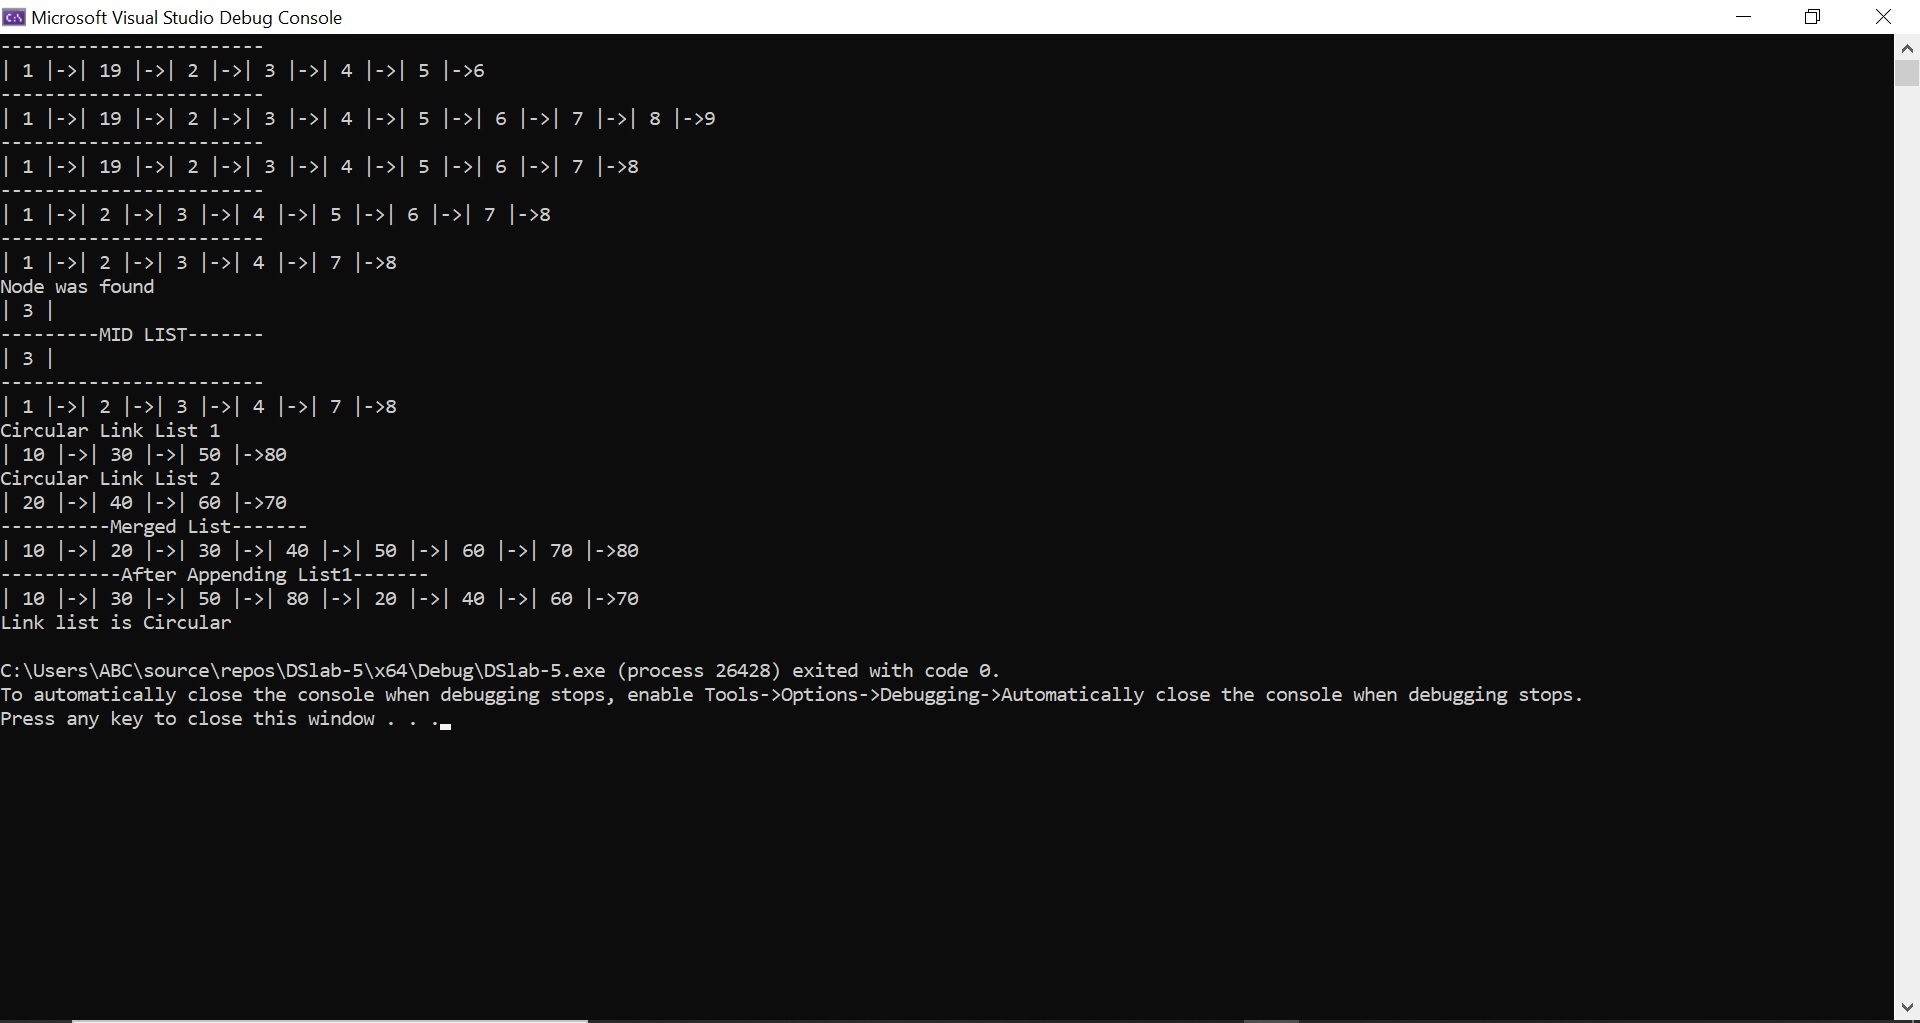 Microsoft Visual Studio Debug Console
------------------------
| 1 |->| 19 |->| 2 |->| 3 |->| 4 |->| 5 |->6
------------------------
| 1 |->| 19 |->| 2 |->| 3 |->| 4 |->| 5 |->| 6 |->| 7 |->| 8 |->9
------------------------
| 1 |->| 19 |->| 2 |->| 3 |->| 4 |->| 5 |->| 6 |->| 7 |->8
------------------------
| 1 |->| 2 |->| 3 |->| 4 |->| 5 |->| 6 |->| 7 |->8
------------------------
| 1 |->| 2 |->| 3 |->| 4 |->| 7 |->8
Node was found
| 3 |
---------MID LIST-------
| 3 |
------------------------
| 1 |->| 2 |->| 3 |->| 4 |->| 7 |->8
Circular Link List 1
| 10 |->| 30 |->| 50 |->80
Circular Link List 2
| 20 |->| 40 |->| 60 |->70
----------Merged List-------
| 10 |->| 20 |->| 30 |->| 40 |->| 50 |->| 60 |->| 70 |->80
-----------After Appending List1-------
| 10 |->| 30 |->| 50 |->| 80 |->| 20 |->| 40 |->| 60 |->70
Link list is Circular
C:\Users\ABC\source\repos\DSlab-5\x64\Debug\DSlab-5.exe (process 26428) exited with code 0.
To automatically close the console when debugging stops, enable Tools->Options->Debugging->Automatically close the console when debugging stops.
Press any key to close this window . . .